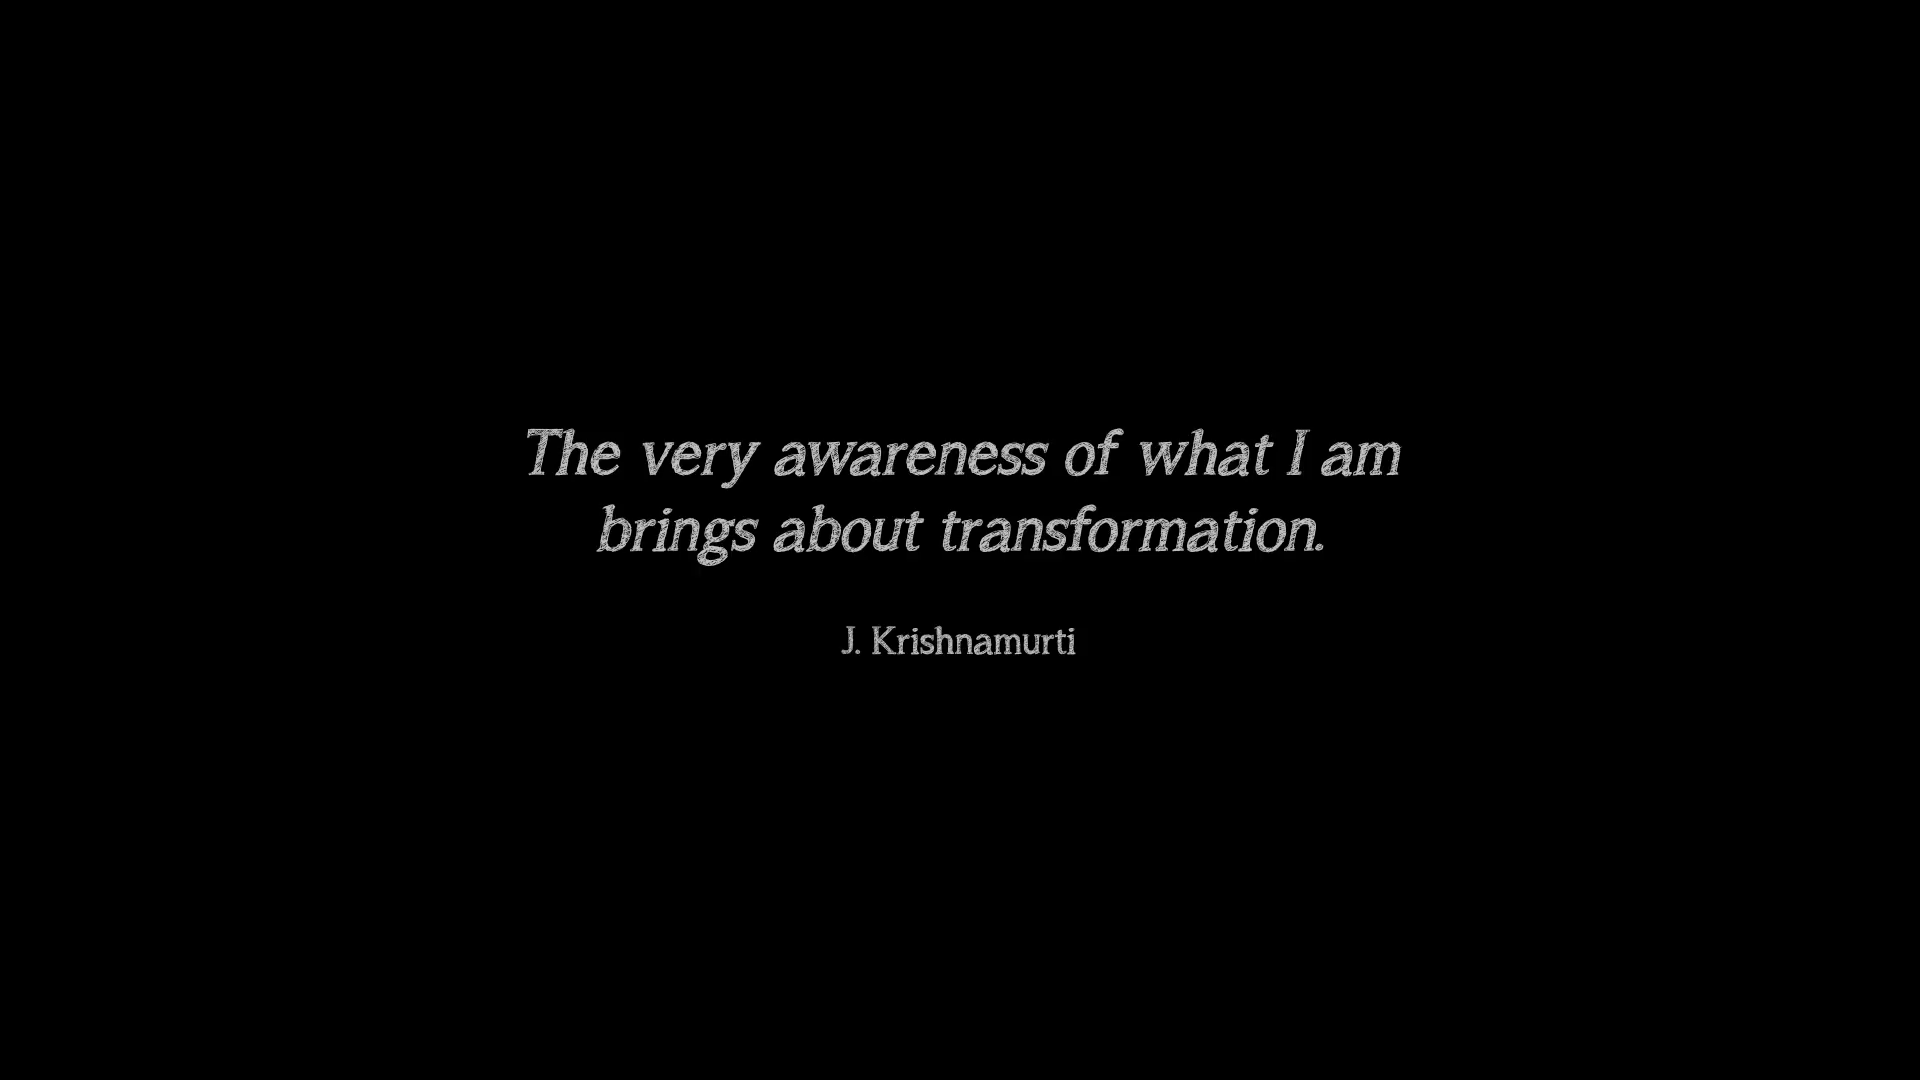 The very awareness of what I am
brings about transformation.
J. Krishnamurti